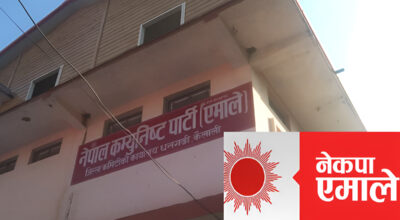 नेपाल कम्युनिष्ट पार्टी (एमाले)
जिल्ला कमिटीको कार्यालय धनगढी कैलाली
नेकपा
एमाले